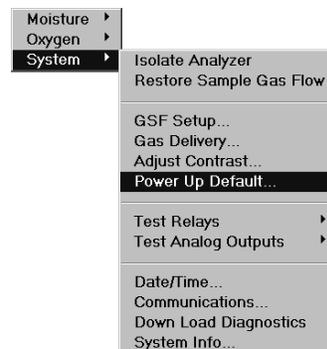 Moisture
Oxygen
System
Isolate Analyzer
Restore Sample Gas Flow
GSF Setup...
Gas Delivery...
Adjust Contrast...
Power Up Default...
Test Relays
Test Analog Outputs
Date/Time...
Communications...
Down Load Diagnostics
System Info...